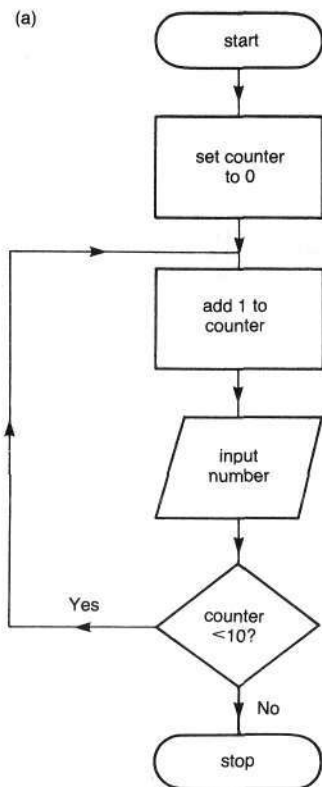 (a)
start
set counter
to 0
add 1 to
counter
input
number
counter
<10?
Yes
No
stop